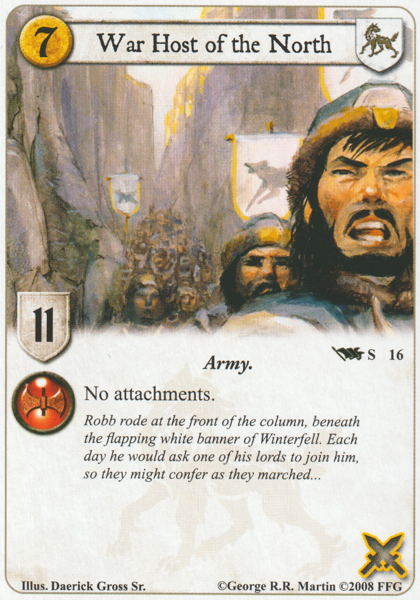 7
War Host of the North
11
Army.
S 16
No attachments.
Robb rode at the front of the column, beneath
the flapping white banner of Winterfell. Each
day he would ask one of his lords to join him,
so they might confer as they marched...
Illus. Daerick Gross Sr.
©George R.R. Martin ©2008 FFG